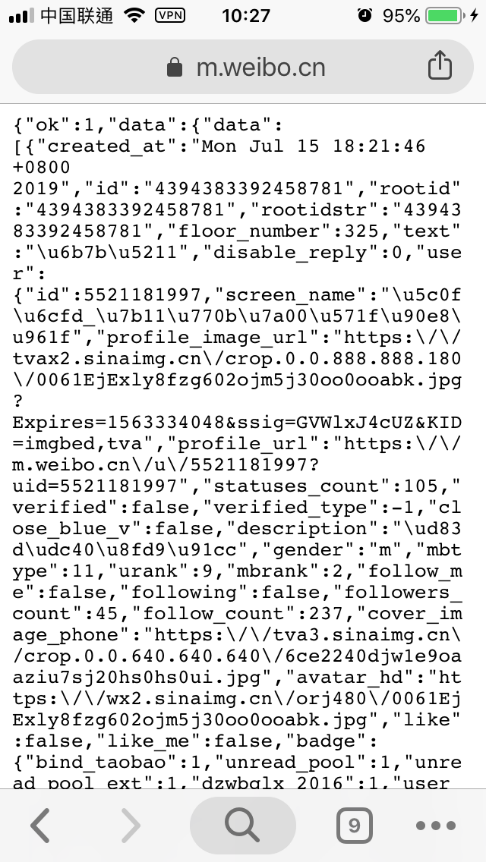 中国联通 VPN 10:27 95%
m.weibo.cn
{"ok":1,"data":{"data":
[{"created_at":"Mon Jul 15 18:21:46
+0800
2019","id":"4394383392458781","rootid"
:"4394383392458781","rootidstr":"43943
83392458781","floor_number":325,"text"
:"\u6b7b\u5211","disable_reply":0,"use
r":
{"id":5521181997,"screen_name":"\u5c0f
\u6cfd_\u7b11\u770b\u7a00\u571f\u90e8\
u961f","profile_image_url":"https:\/\/
tvax2.sinaimg.cn\/crop.0.0.888.888.180
\/0061EjExly8fzg602ojm5j30oo0ooabk.jpg
?
Expires=1563334048&ssig=GVWlxJ4cUZ&KID
=imgbed,tva","profile_url":"https:\/\/
m.weibo.cn\/u\/5521181997?
uid=5521181997","statuses_count":105,"
verified":false,"verified_type":-1,"cl
ose_blue_v":false,"description":"\ud83
d\udc40\u8fd9\u91cc","gender":"m","mbt
ype":11,"urank":9,"mbrank":2,"follow_m
e":false,"following":false,"followers_
count":45,"follow_count":237,"cover_im
age_phone":"https:\/\/tva3.sinaimg.cn\
/crop.0.0.640.640.640\/6ce2240djw1e9oa
aziu7sj20hs0hs0ui.jpg","avatar_hd":"ht
tps:\/\/wx2.sinaimg.cn\/orj480\/0061Ej
Exly8fzg602ojm5j30oo0ooabk.jpg","like"
:false,"like_me":false,"badge":
{"bind_taobao":1,"unread_pool":1,"unre
ad_pool_ext":1,"dzwbqlx_2016":1,"user_
9